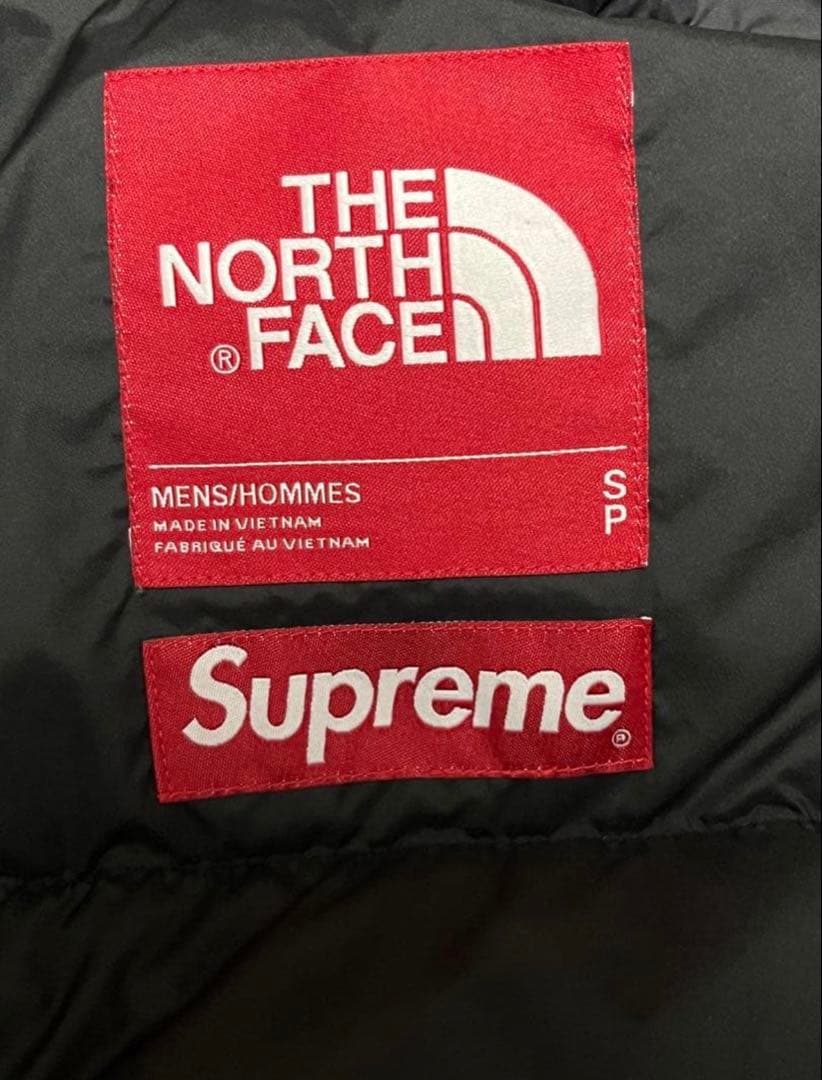 THE
NORTH
® FACE
MENS/HOMMES
S
MADE IN VIETNAM
P
FABRIQUÉ AU VIETNAM
Supreme®